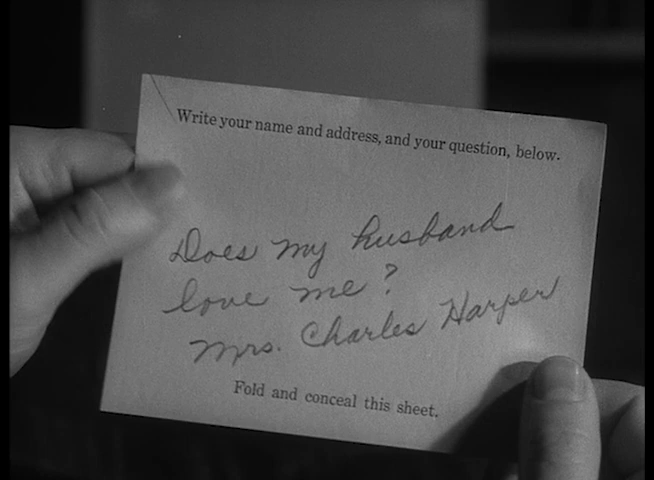 Write your name and address, and your question, below.
Does my husband
love me?
Mrs. Charles Harper
Fold and conceal this sheet.